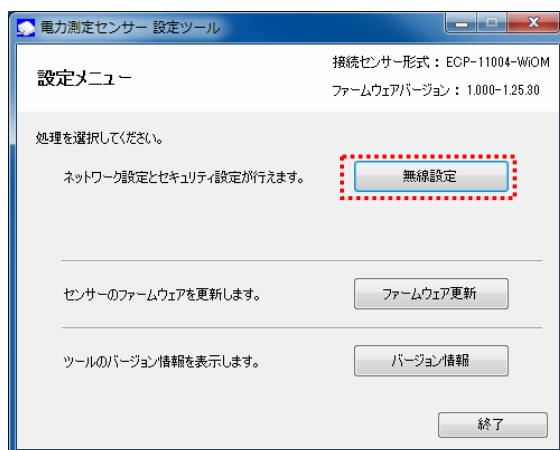 電力測定センサー 設定ツール
設定メニュー
接続センサー形式： ECP-11004-WiOM
ファームウェアバージョン： 1.000-1.25.30
処理を選択してください。
ネットワーク設定とセキュリティ設定が行えます。
無線設定
センサーのファームウェアを更新します。
ファームウェア更新
ツールのバージョン情報を表示します。
バージョン情報
終了